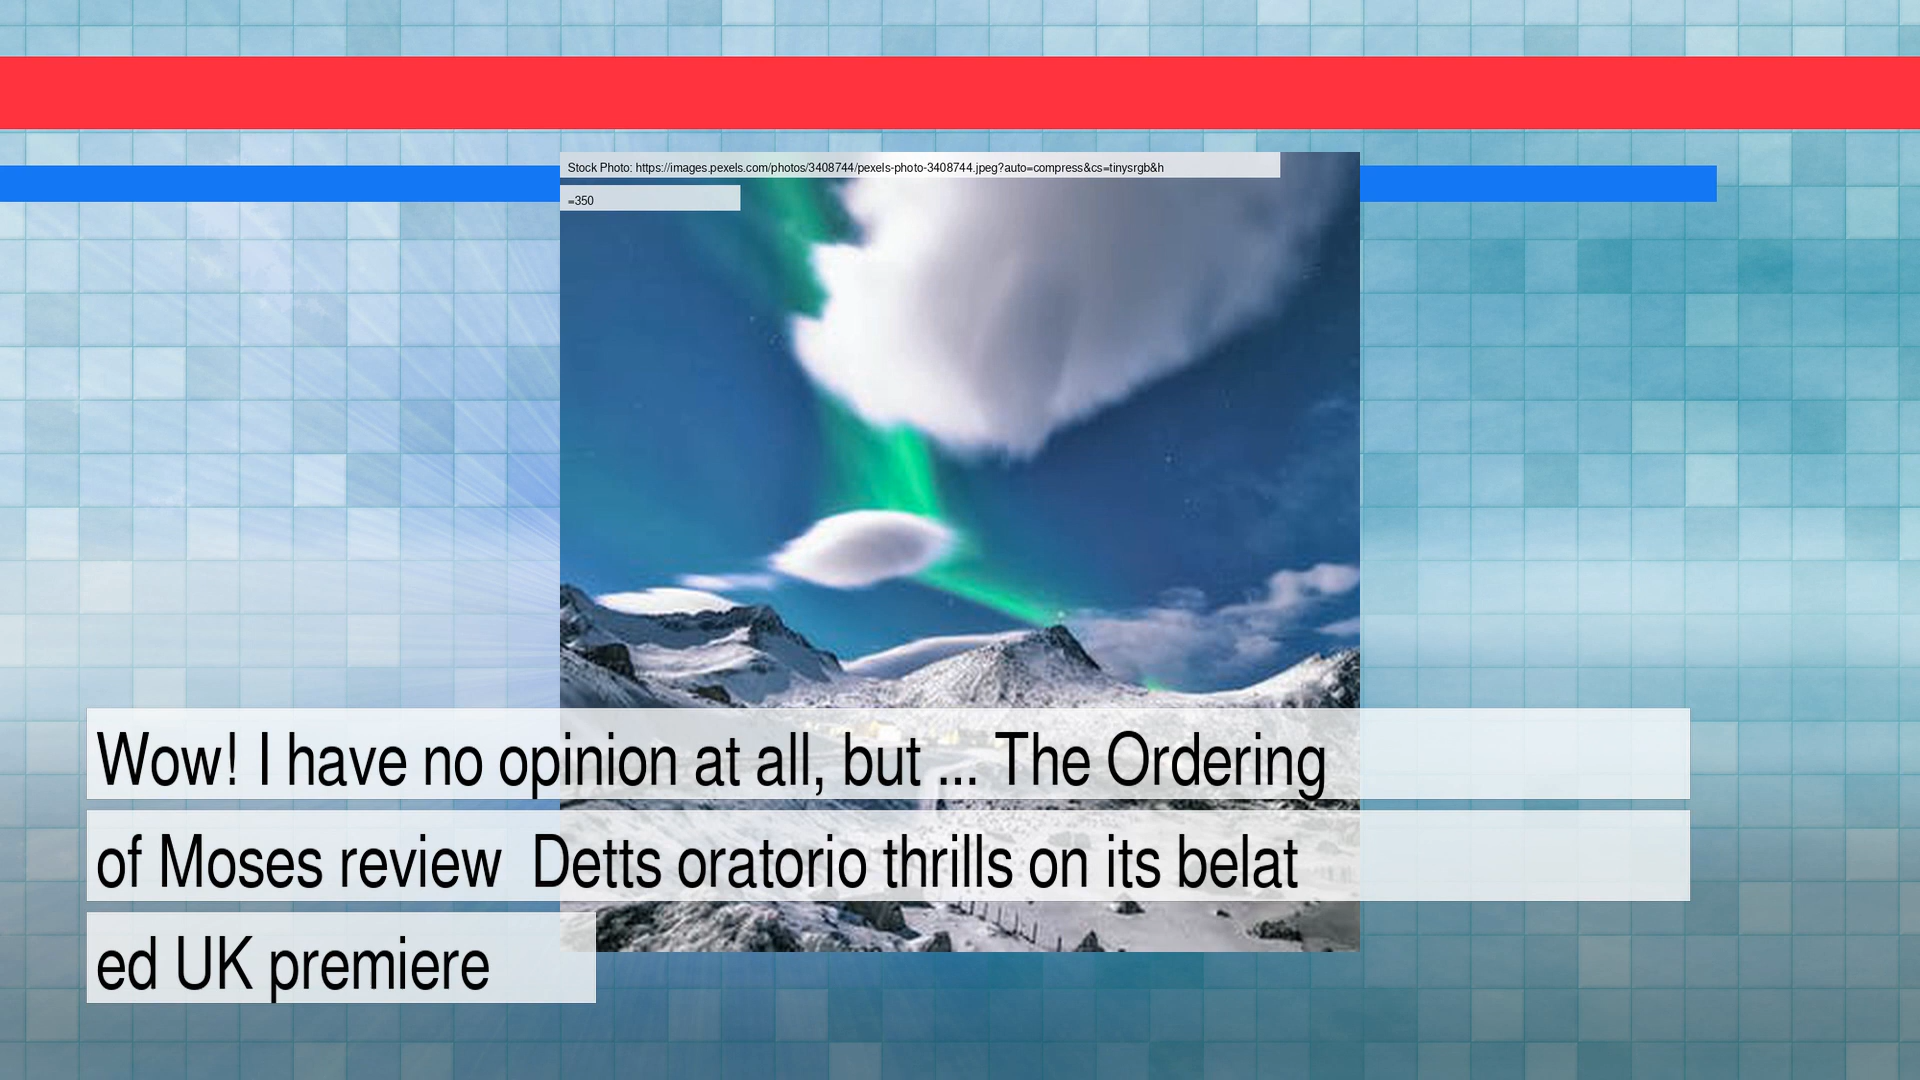 Stock Photo: https://images.pexels.com/photos/3408744/pexels-photo-3408744.jpeg?auto=compress&cs=tinysrgb&h
=350
Wow! I have no opinion at all, but ... The Ordering
of Moses review  Detts oratorio thrills on its belat
ed UK premiere